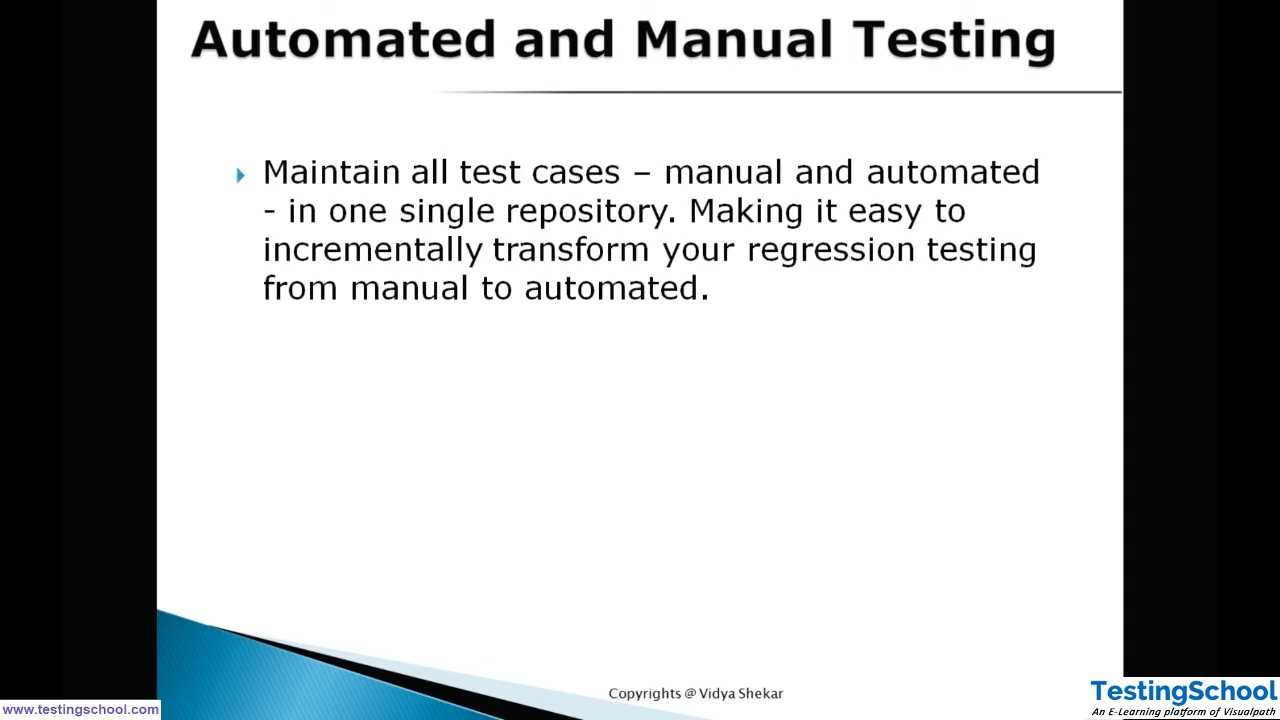 Automated and Manual Testing
Maintain all test cases – manual and automated
- in one single repository. Making it easy to
incrementally transform your regression testing
from manual to automated.
Copyrights @ Vidya Shekar
www.testingschool.com
TestingSchool
An E-Learning platform of Visualpath